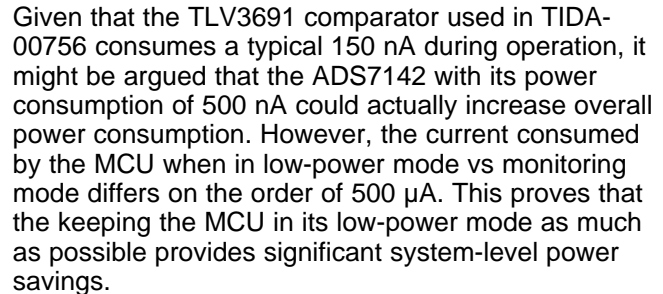 Given that the TLV3691 comparator used in TIDA-
00756 consumes a typical 150 nA during operation, it
might be argued that the ADS7142 with its power
consumption of 500 nA could actually increase overall
power consumption. However, the current consumed
by the MCU when in low-power mode vs monitoring
mode differs on the order of 500 µA. This proves that
the keeping the MCU in its low-power mode as much
as possible provides significant system-level power
savings.